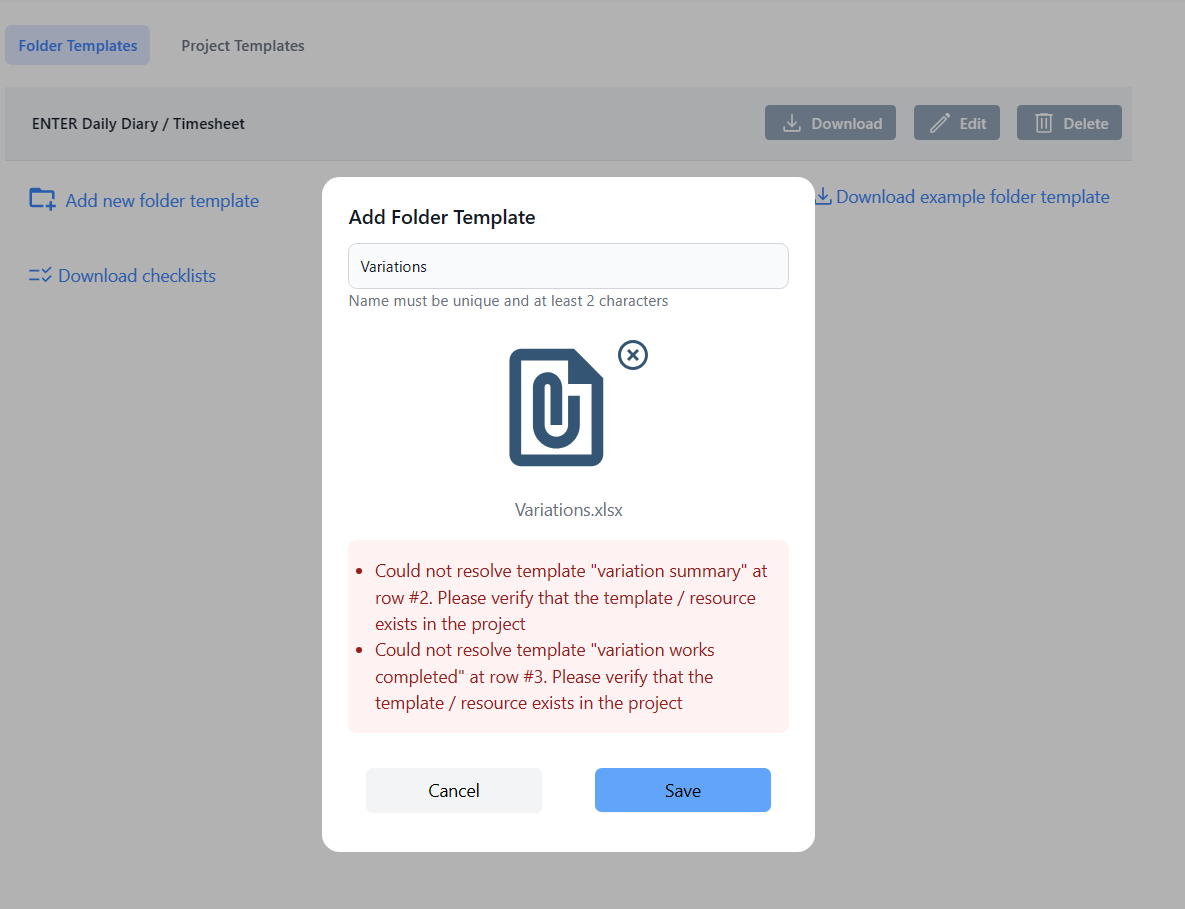 Folder Templates
Project Templates
ENTER Daily Diary / Timesheet
Download
Edit
Delete
Add new folder template
Download example folder template
Download checklists
Add Folder Template
Variations
Name must be unique and at least 2 characters
Variations.xlsx
Could not resolve template "variation summary" at
row #2. Please verify that the template / resource
exists in the project
Could not resolve template "variation works
completed" at row #3. Please verify that the
template / resource exists in the project
Cancel
Save